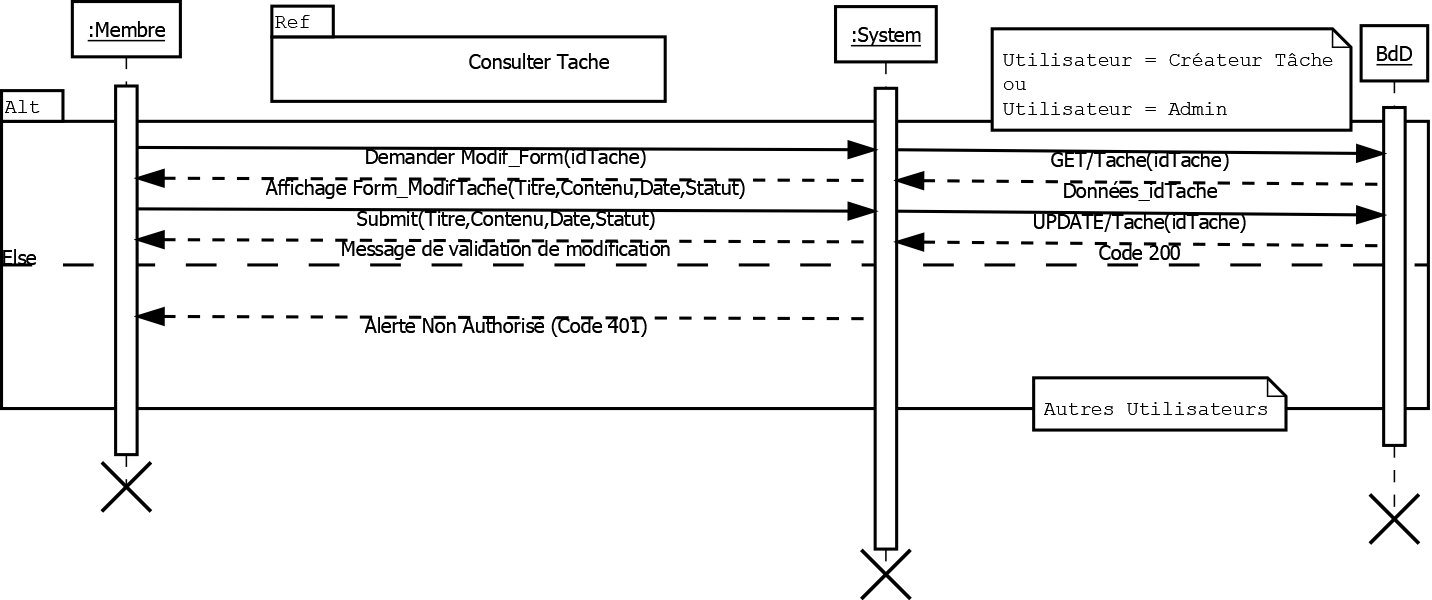 :Membre
Ref
Consulter Tache
:System
Utilisateur = Créateur Tâche
ou
Utilisateur = Admin
BdD
Alt
Demander Modif_Form(idTache)
GET/Tache(idTache)
Affichage Form_ModifTache(Titre,Contenu,Date,Statut)
Données_idTache
Submit(Titre,Contenu,Date,Statut)
UPDATE/Tache(idTache)
Message de validation de modification
Code 200
Else
Alerte Non Authorisé (Code 401)
Autres Utilisateurs